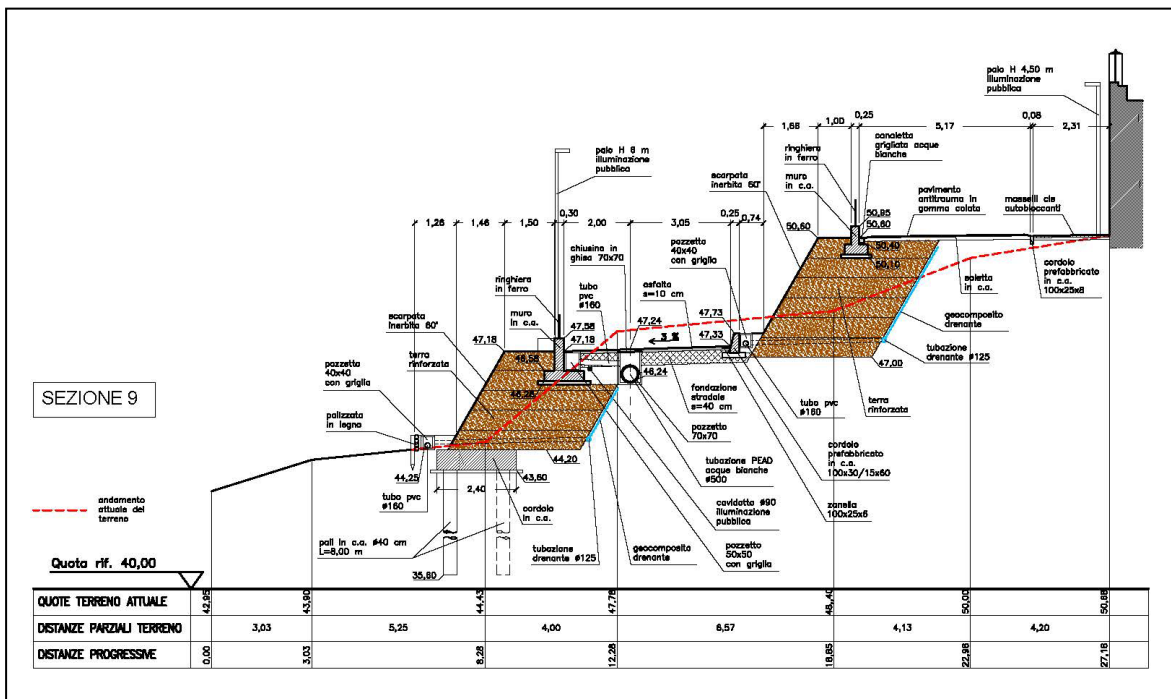 palo H 4,50 m
illuminazione
pubblica
0,25
0,08
1,68
1,00
5,17
2,31
canaletta
grigliata acque
bianche
ringhiera
in ferro
palo H 6 m
illuminazione
pubblica
scarpata
inerbita 60°
muro
in c.a.
pavimento
antitrauma in
gomma colata
masselli cls
autobloccanti
50,95
50,60
50,60
50,40
50,10
1,26
1,46
1,50
0,30
2,00
3,05
0,25
0,74
chiusino in
ghisa 70x70
pozzetto
40x40
con griglia
cordolo
prefabbricato
in c.a.
100x25x8
soletta
in c.a.
ringhiera
in ferro
tubo
pvc
ø160
asfalto
s=10 cm
geocomposito
drenante
muro
in c.a.
47,58
47,24
47,73
scarpata
inerbita 60°
47,18
47,18
3 %
47,33
tubazione
drenante ø125
46,58
47,00
pozzetto
40x40
con griglia
terra
rinforzata
46,28
46,24
fondazione
stradale
s=40 cm
tubo pvc
ø160
terra
rinforzata
SEZIONE 9
palizzata
in legno
pozzetto
70x70
cordolo
prefabbricato
in c.a.
100x30/15x60
44,20
44,25
43,60
tubazione PEAD
acque bianche
ø500
tubo pvc
ø160
2,40
cordolo
in c.a.
cavidotto ø90
illuminazione
pubblica
zanella
100x25x6
andamento
attuale del
terreno
pali in c.a. ø40 cm
L=8,00 m
tubazione
drenante ø125
geocomposito
drenante
pozzetto
50x50
con griglia
35,60
Quota rif. 40,00
QUOTE TERRENO ATTUALE 42,95 43,90 44,43 47,78 48,40 50,00 50,88
DISTANZE PARZIALI TERRENO 3,03 5,25 4,00 6,57 4,13 4,20
DISTANZE PROGRESSIVE 0,00 3,03 8,28 12,28 18,85 22,98 27,18